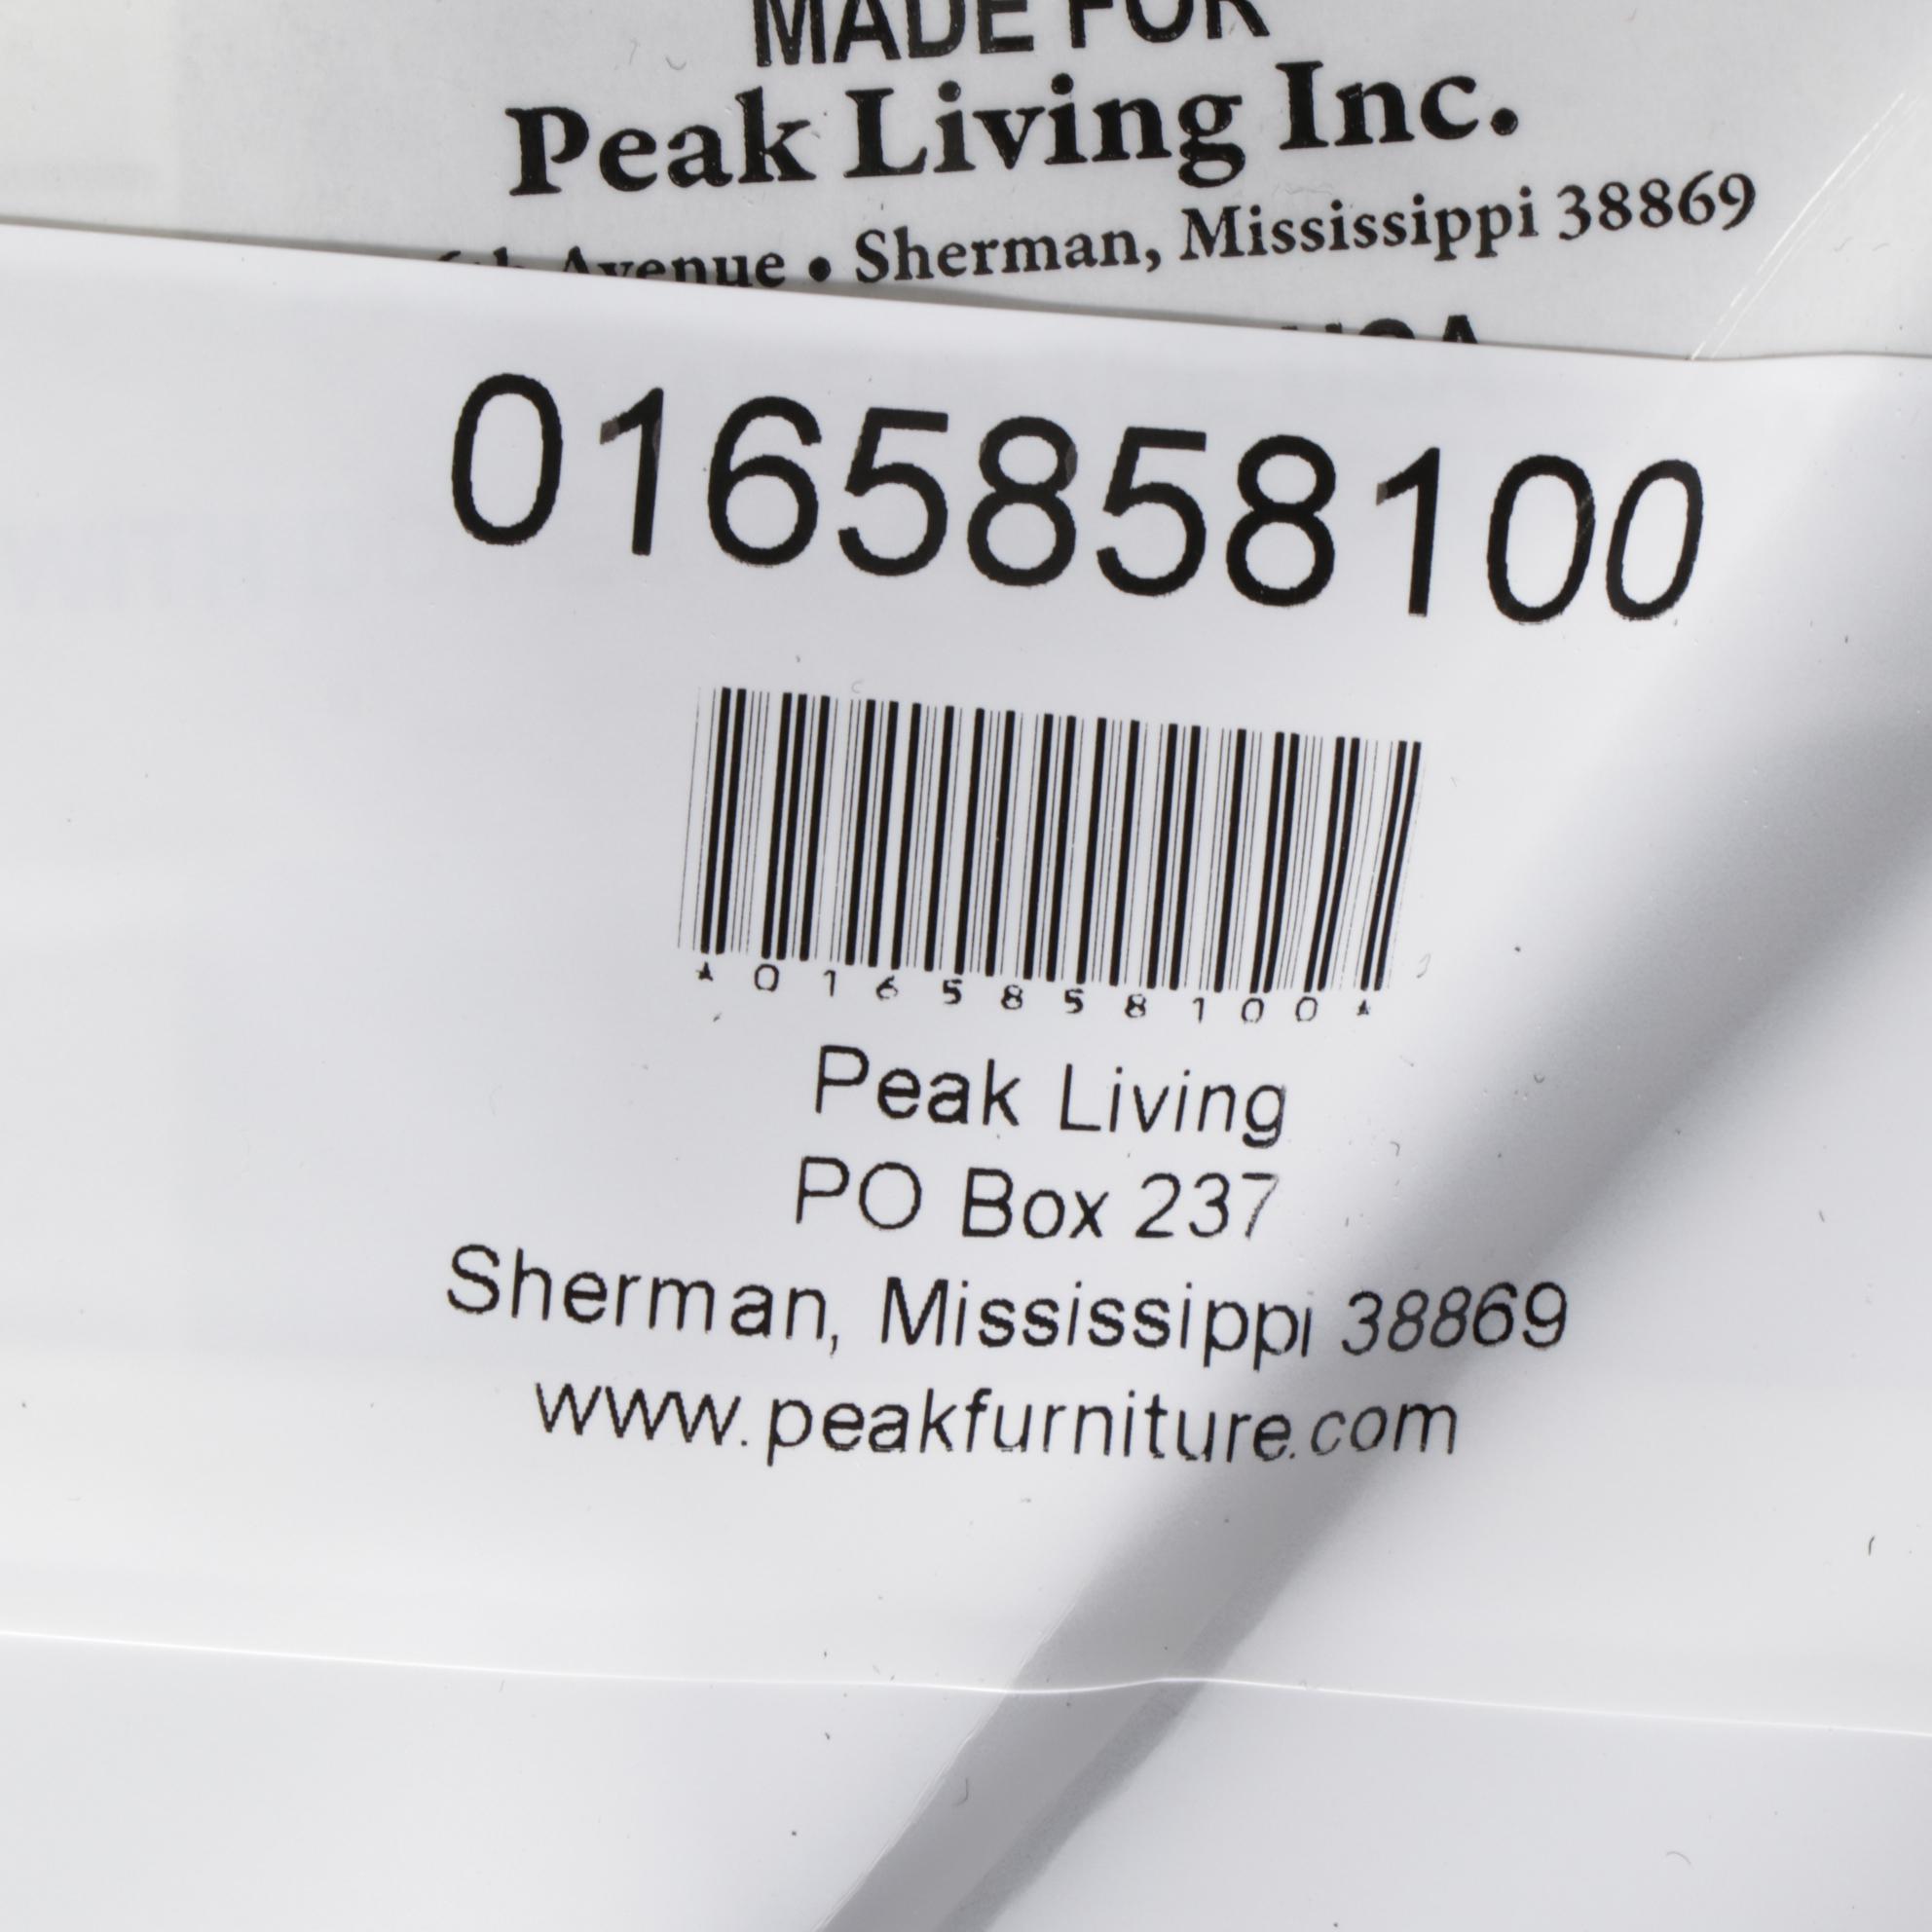 MADE FOR
Peak Living Inc.
Avenue • Sherman, Mississippi 38869
0165858100
*0165858100*
Peak Living
PO Box 237
Sherman, Mississippi 38869
www.peakfurniture.com